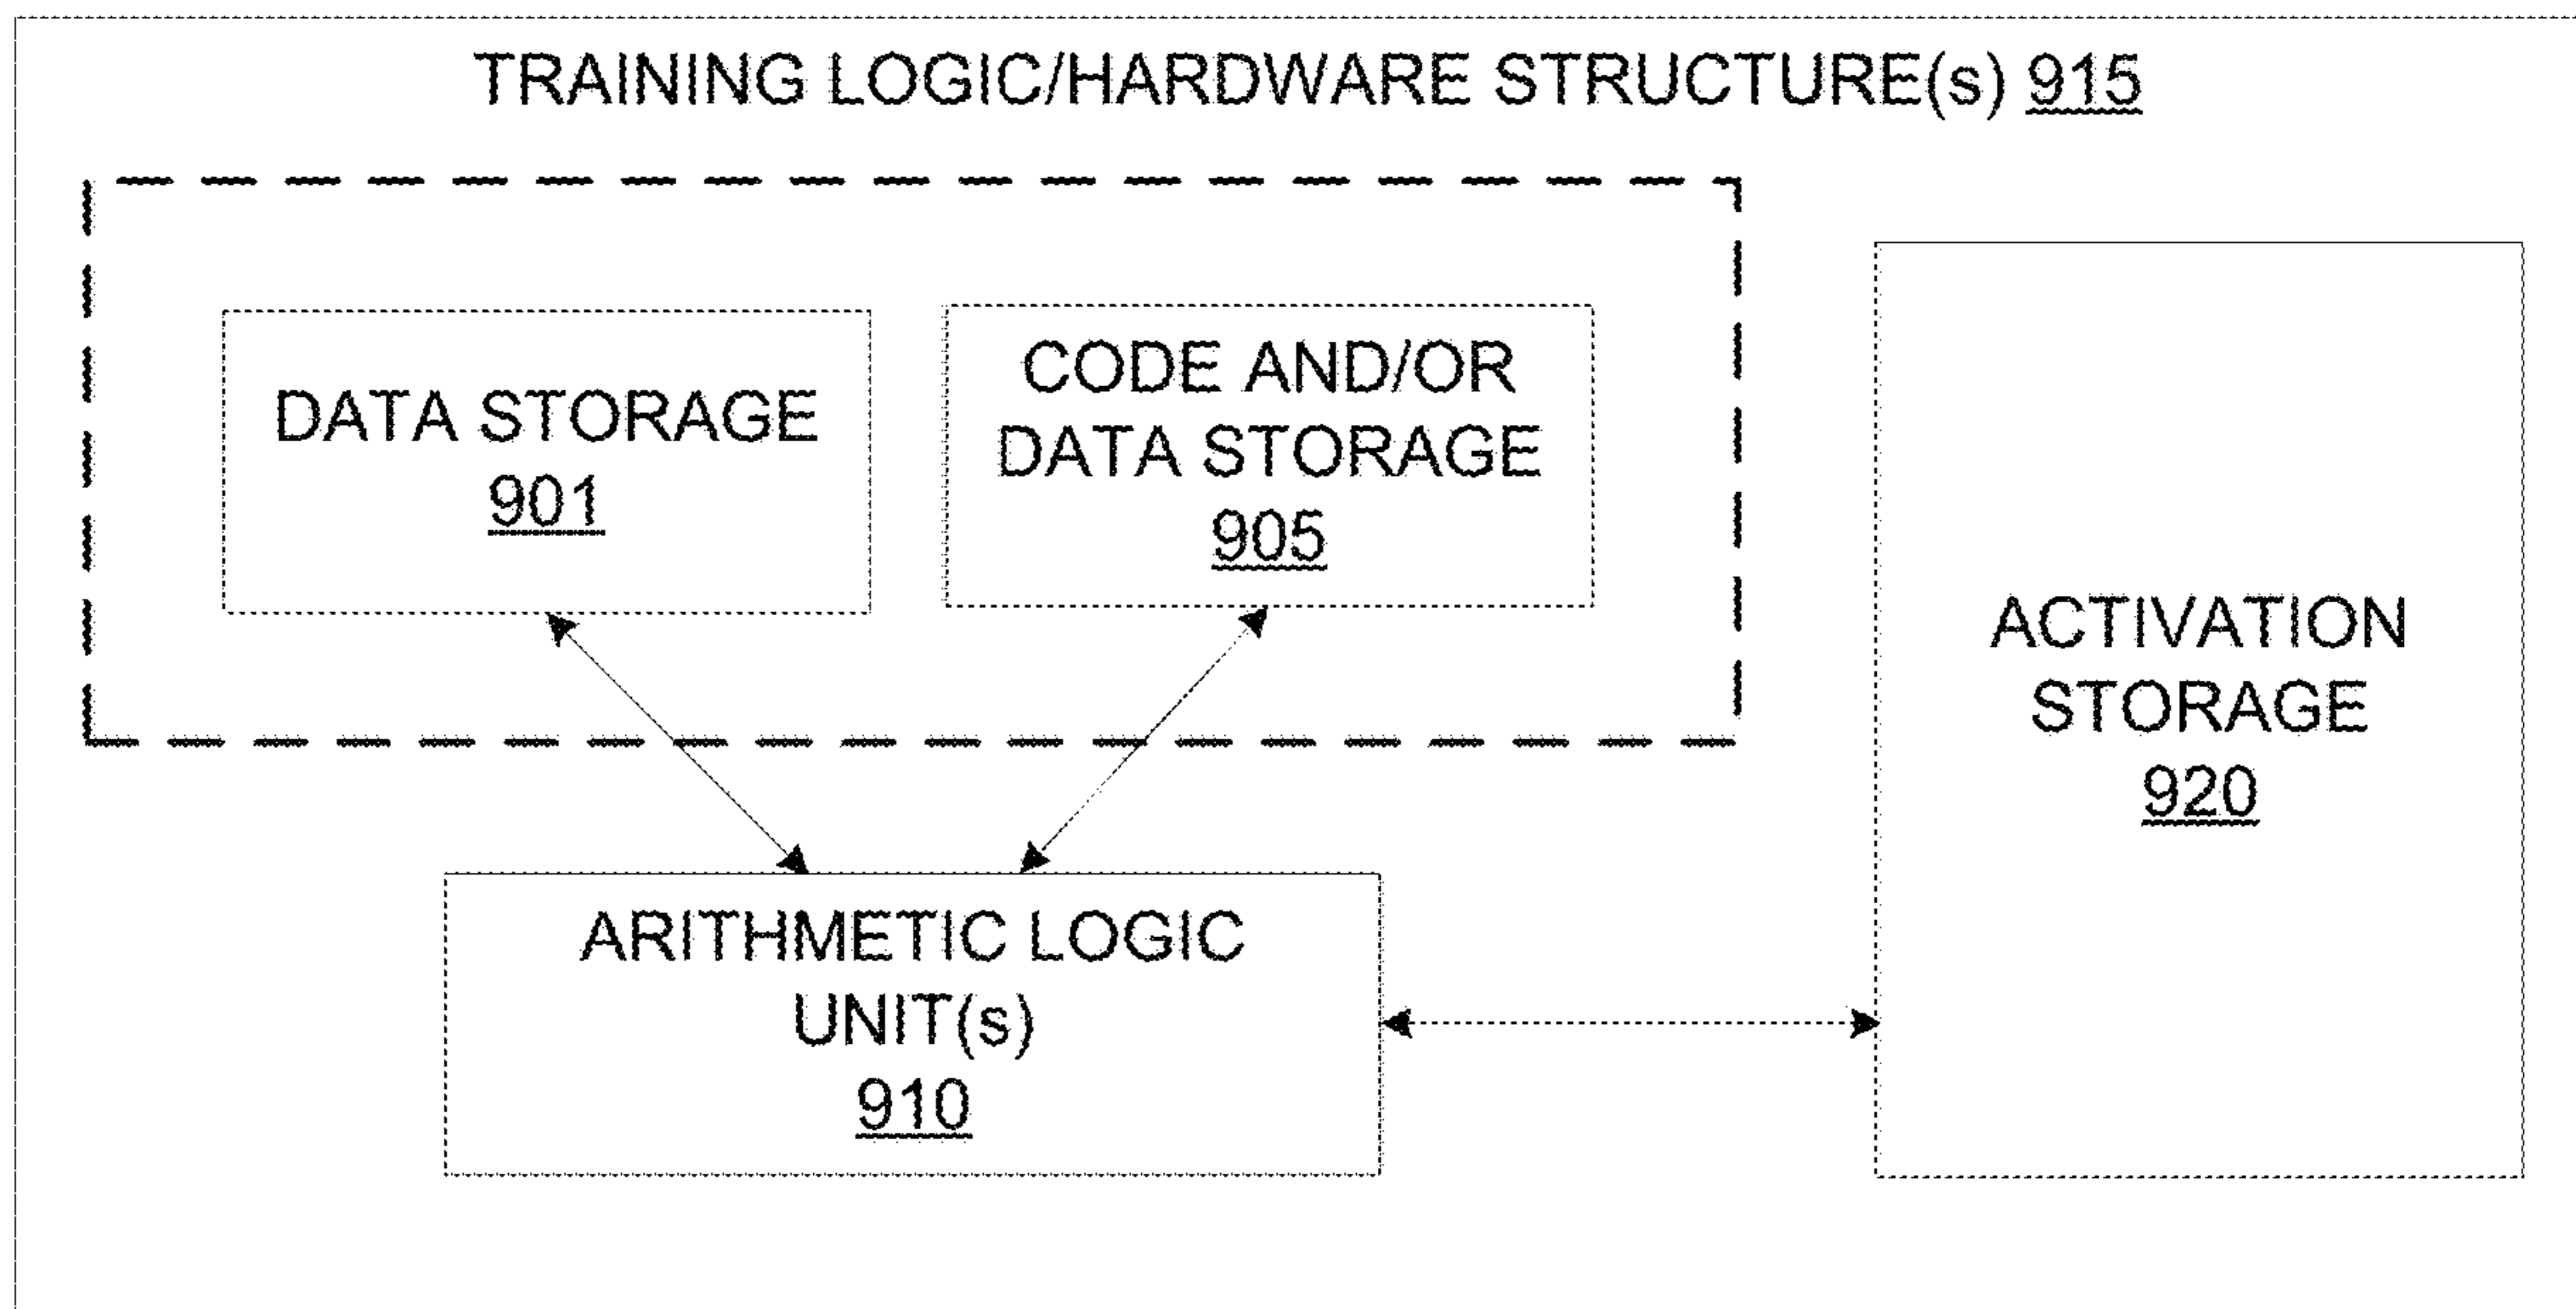 TRAINING LOGIC/HARDWARE STRUCTURE(s) 915
DATA STORAGE
901
CODE AND/OR
DATA STORAGE
905
ACTIVATION
STORAGE
920
ARITHMETIC LOGIC
UNIT(s)
910